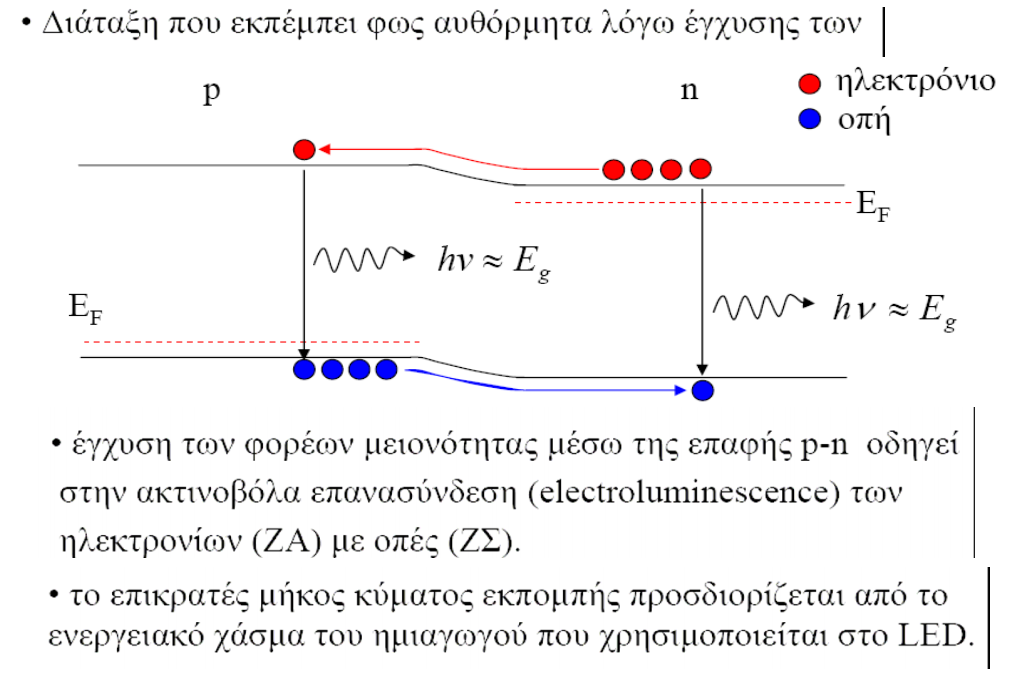 • Διάταξη που εκπέμπει φως αυθόρμητα λόγω έγχυσης των
p
n
ηλεκτρόνιο
οπή
E_F
hν ≈ E_g
E_F
hν ≈ E_g
• έγχυση των φορέων μειονότητας μέσω της επαφής p-n οδηγεί
στην ακτινοβόλα επανασύνδεση (electroluminescence) των
ηλεκτρονίων (ΖΑ) με οπές (ΖΣ).
• το επικρατές μήκος κύματος εκπομπής προσδιορίζεται από το
ενεργειακό χάσμα του ημιαγωγού που χρησιμοποιείται στο LED.